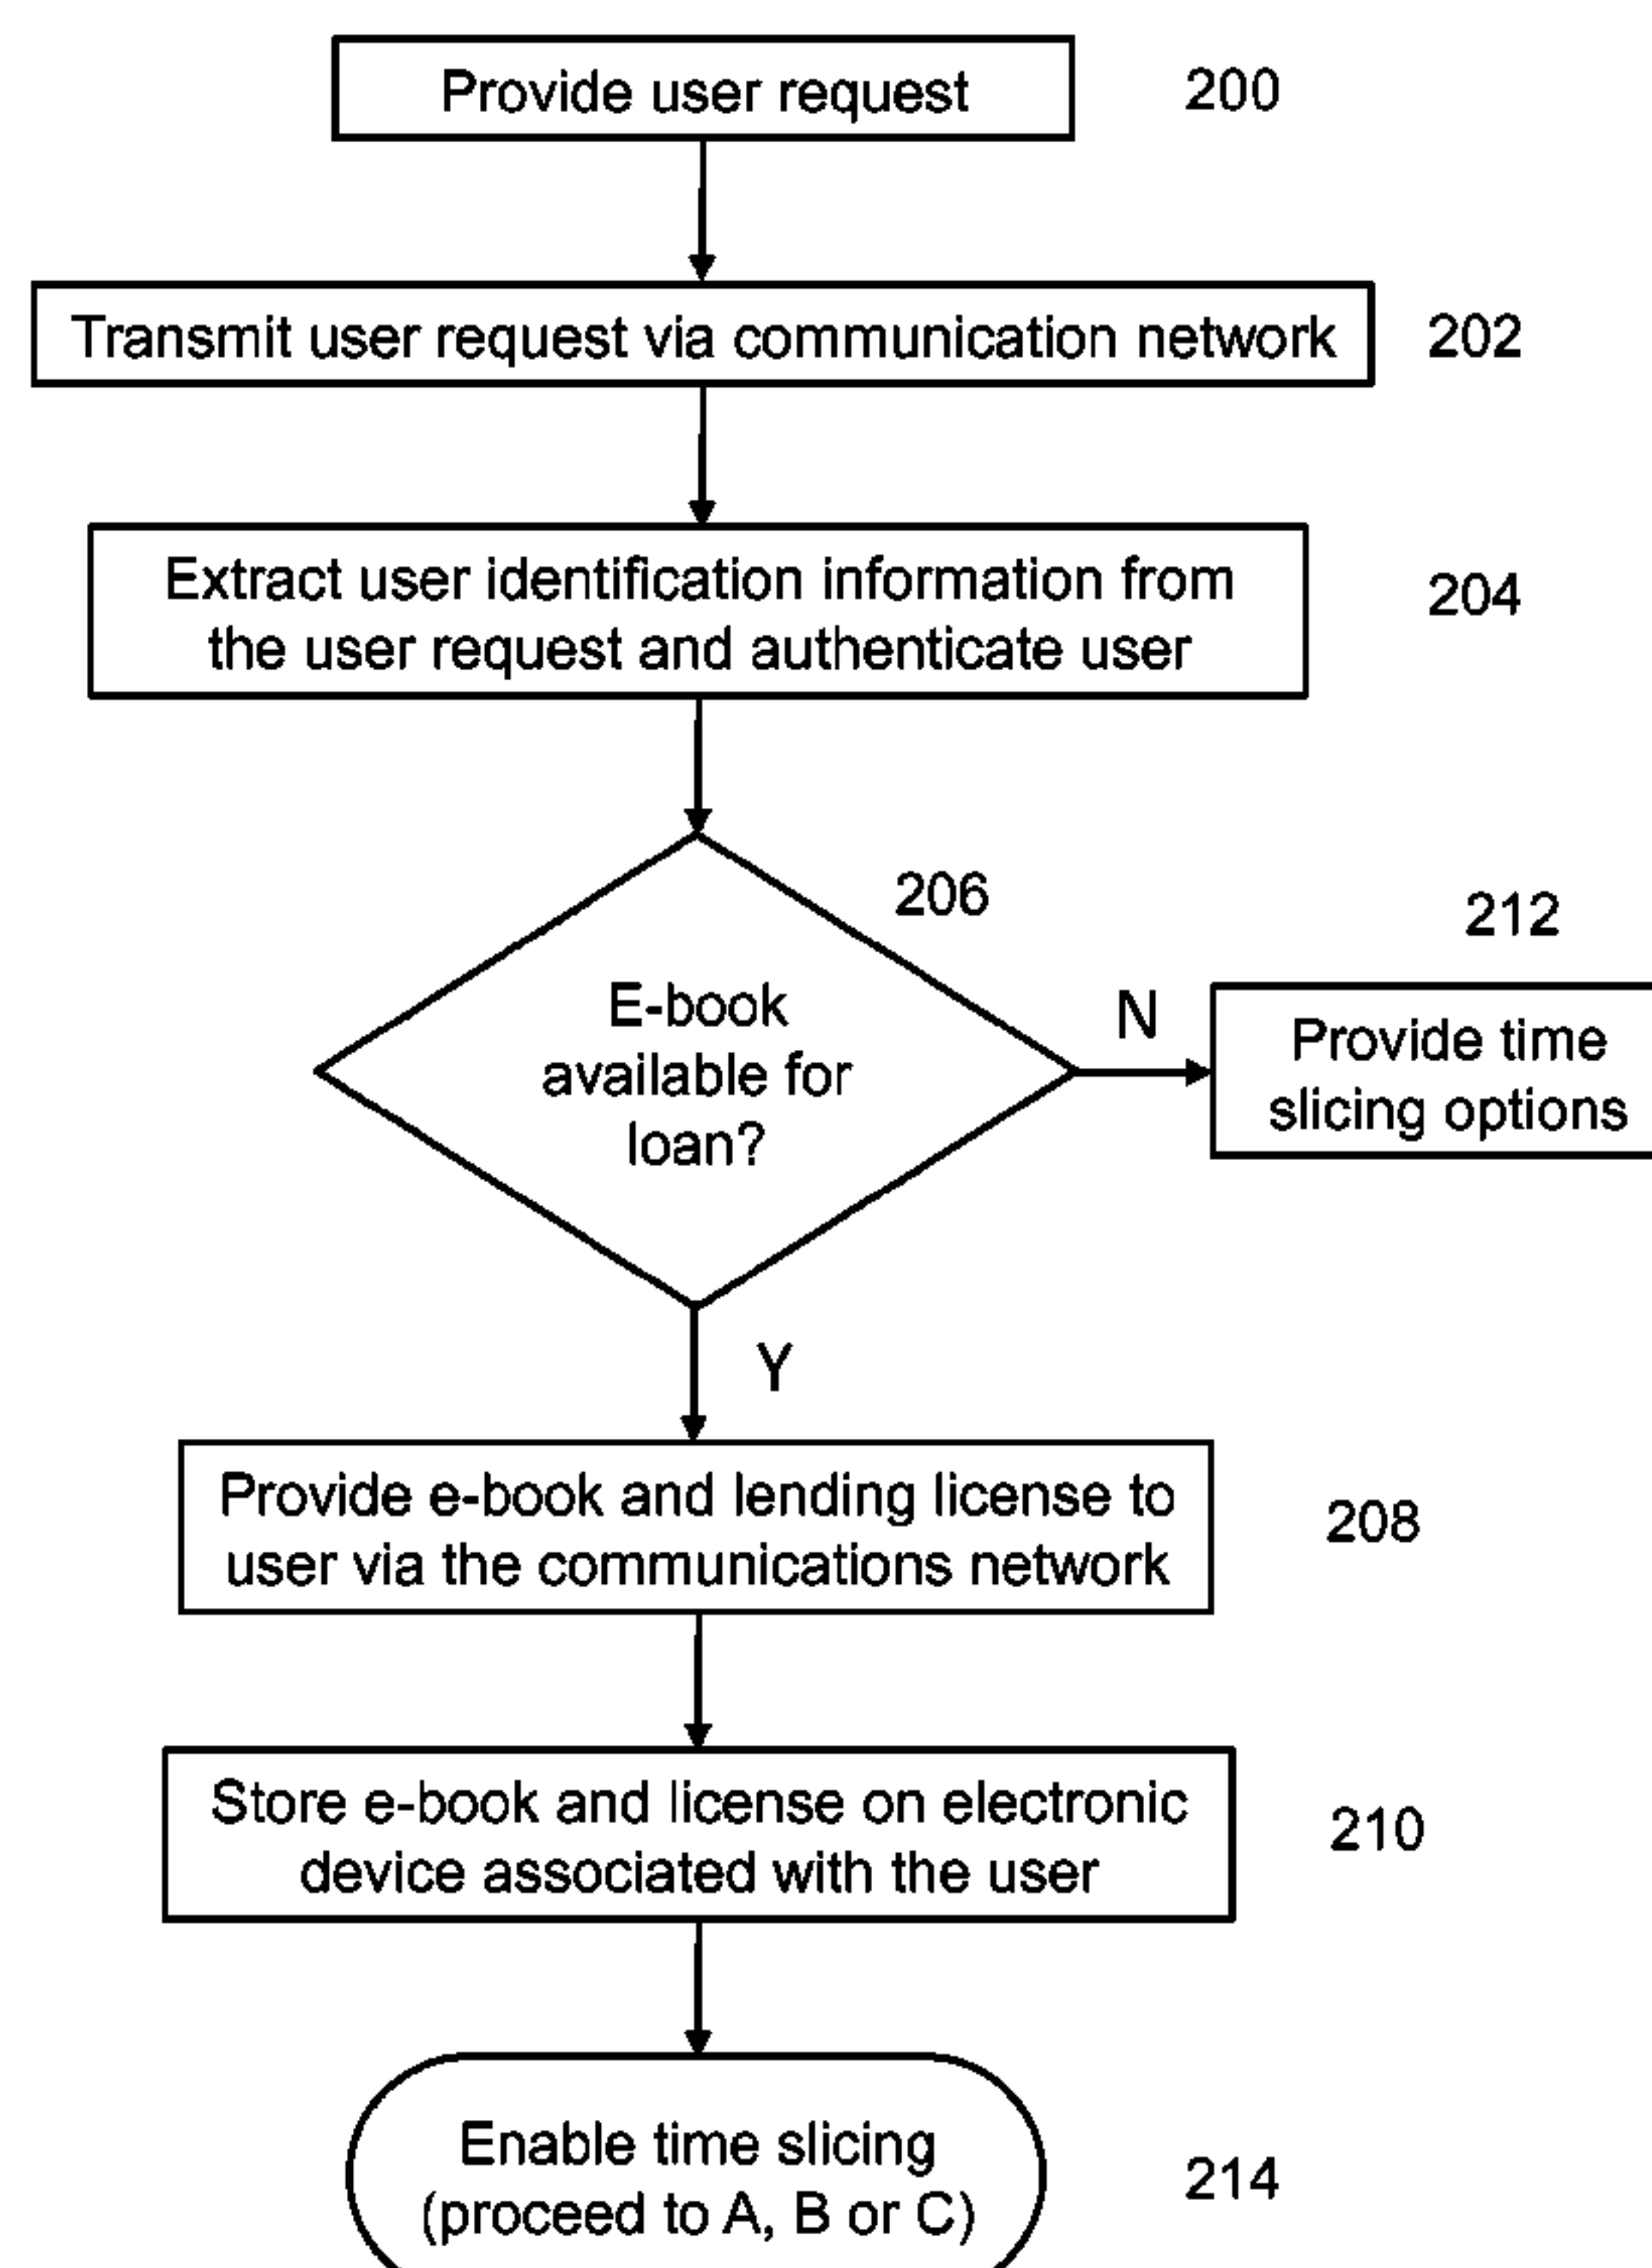 Provide user request
200
Transmit user request via communication network
202
Extract user identification information from
the user request and authenticate user
204
206
E-book
available for
loan?
N
212
Provide time
slicing options
Y
Provide e-book and lending license to
user via the communications network
208
Store e-book and license on electronic
device associated with the user
210
Enable time slicing
(proceed to A, B or C)
214